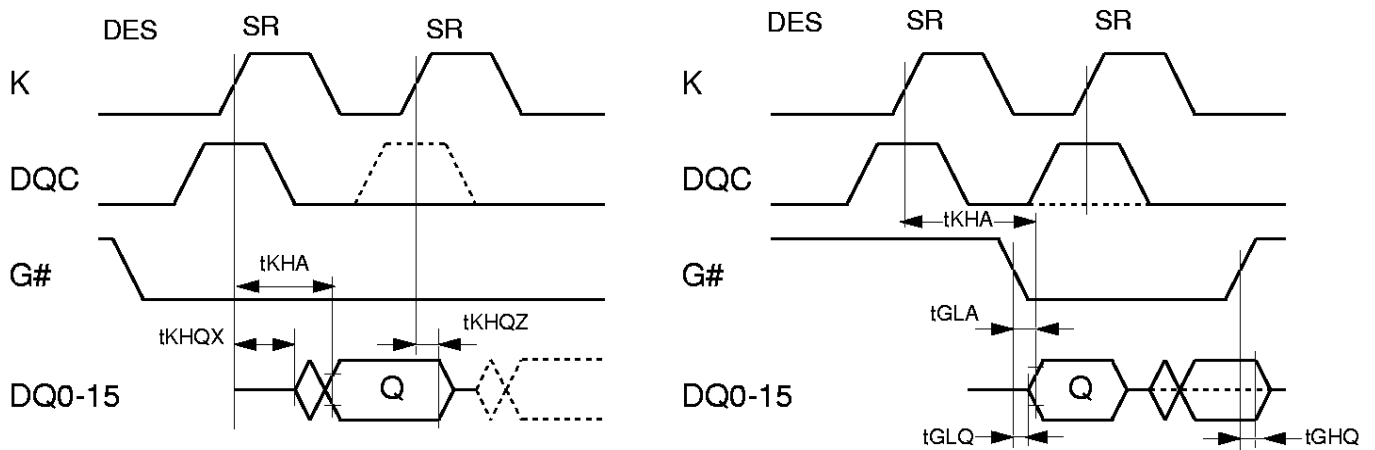 DES SR SR
K
DQC
G#
tKHA
tKHQX
tKHQZ
DQ0-15
Q
DES SR SR
K
DQC
tKHA
G#
tGLA
DQ0-15
Q
tGLQ
tGHQ